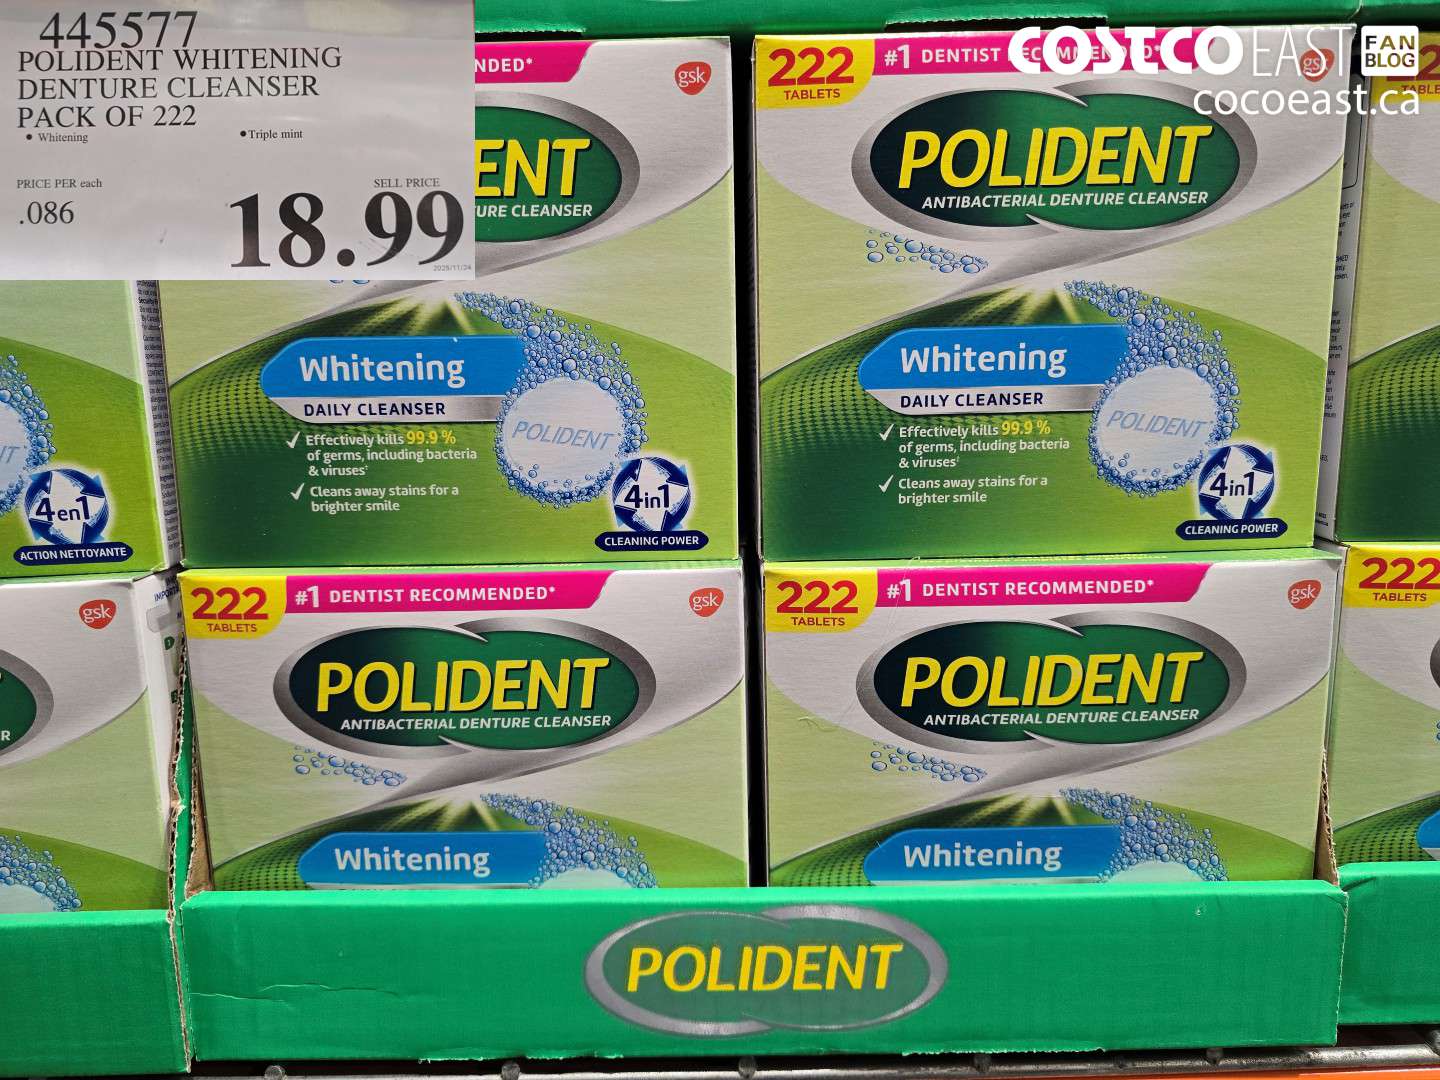 445577
POLIDENT WHITENING
DENTURE CLEANSER
PACK OF 222
• Whitening
• Triple mint
PRICE PER each
SELL PRICE
.086
18.99
2025/11/24
COSTCO EAST FAN BLOG
cocoeast.ca
NDED*
gsk
ENT
URE CLEANSER
Whitening
DAILY CLEANSER
Effectively kills 99.9 %
of germs, including bacteria
& viruses†
Cleans away stains for a
brighter smile
POLIDENT
4in1
CLEANING POWER
222
TABLETS
#1 DENTIST RECOMMENDED*
gsk
POLIDENT
ANTIBACTERIAL DENTURE CLEANSER
Whitening
DAILY CLEANSER
Effectively kills 99.9 %
of germs, including bacteria
& viruses†
Cleans away stains for a
brighter smile
POLIDENT
4in1
CLEANING POWER
4en1
ACTION NETTOYANTE
gsk
222
TABLETS
#1 DENTIST RECOMMENDED*
gsk
POLIDENT
ANTIBACTERIAL DENTURE CLEANSER
Whitening
222
TABLETS
#1 DENTIST RECOMMENDED*
gsk
POLIDENT
ANTIBACTERIAL DENTURE CLEANSER
Whitening
222
TABLETS
POLIDENT